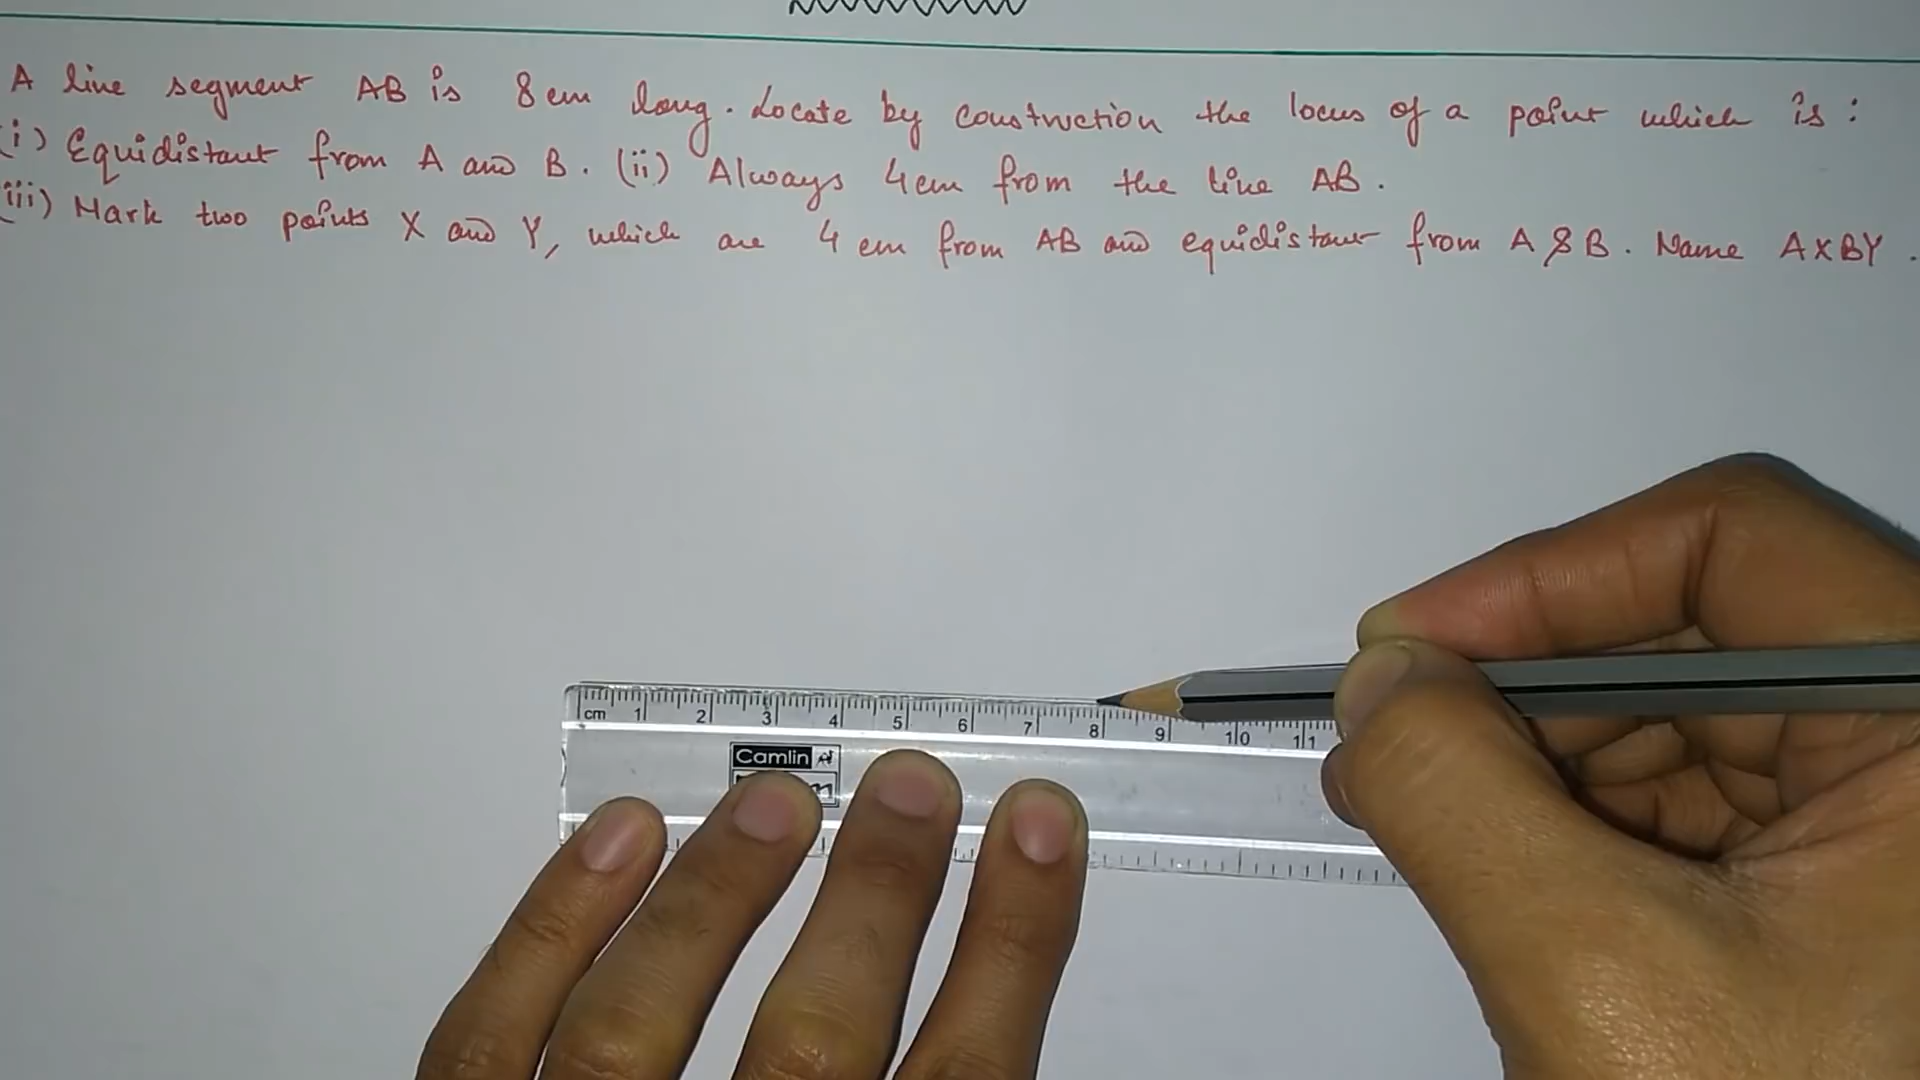 A line segment AB is 8 cm long. Locate by construction the locus of a point which is :
(i) Equidistant from A and B. (ii) Always 4 cm from the line AB.
(iii) Mark two points X and Y, which are 4 cm from AB and equidistant from A & B. Name AXBY.
cm 1 2 3 4 5 6 7 8 9 10 11
Camlin